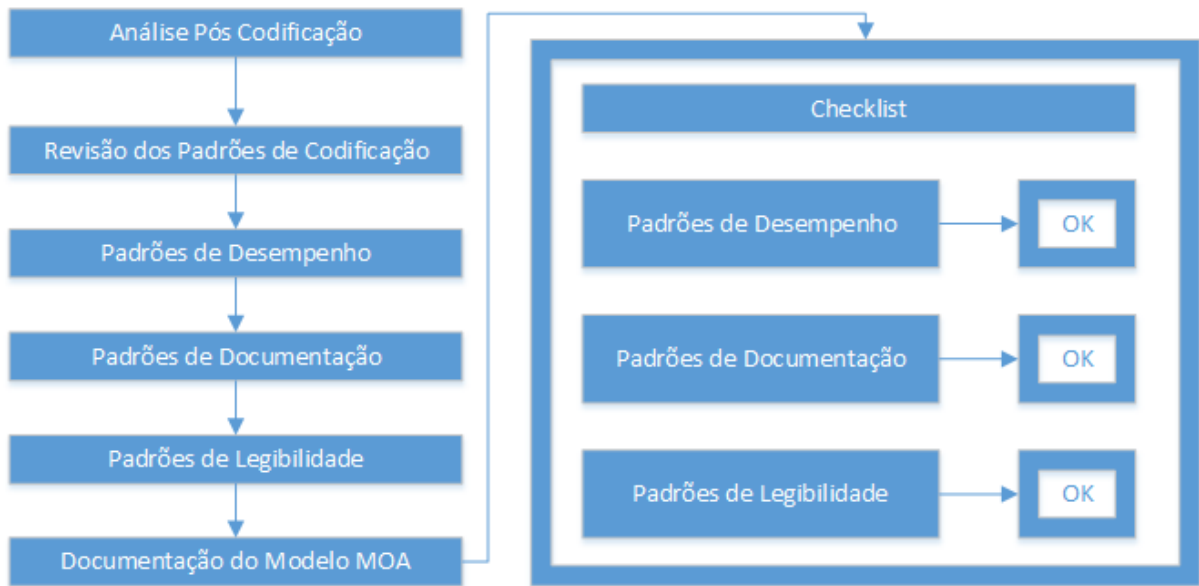 Análise Pós Codificação
Revisão dos Padrões de Codificação
Padrões de Desempenho
Padrões de Documentação
Padrões de Legibilidade
Documentação do Modelo MOA
Checklist
Padrões de Desempenho
OK
Padrões de Documentação
OK
Padrões de Legibilidade
OK